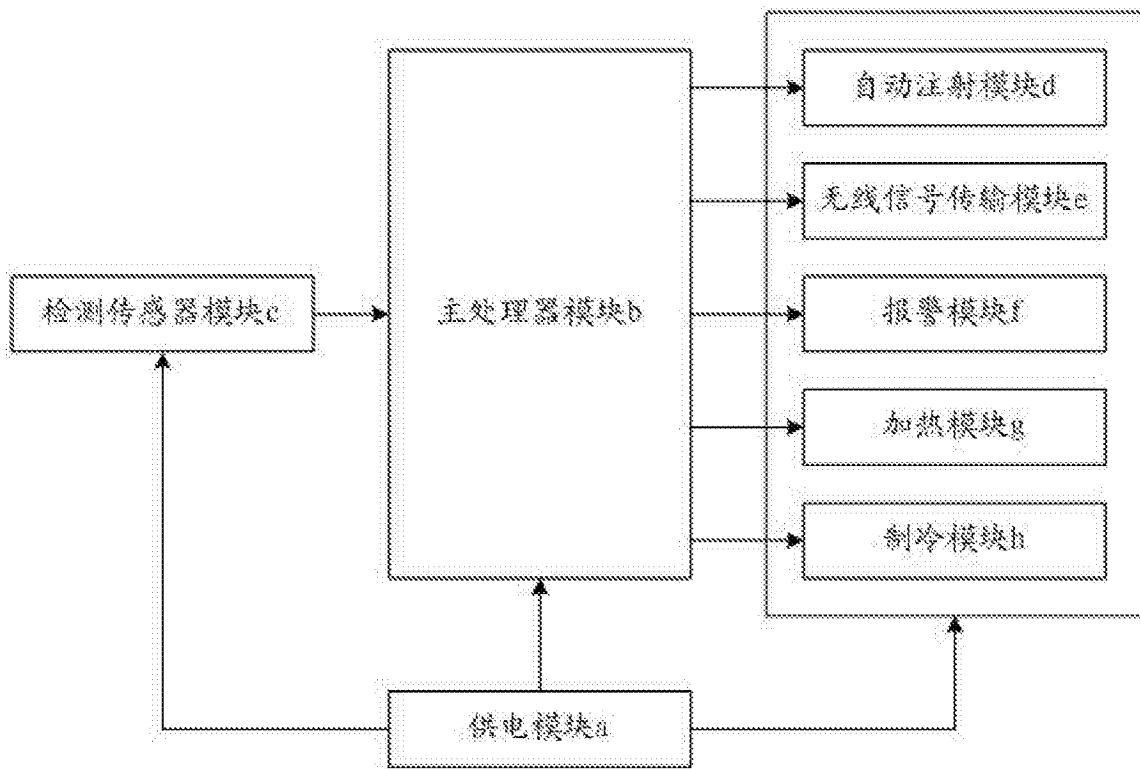 自动注射模块d
无线信号传输模块e
检测传感器模块c
主处理器模块b
报警模块f
加热模块g
制冷模块h
供电模块a